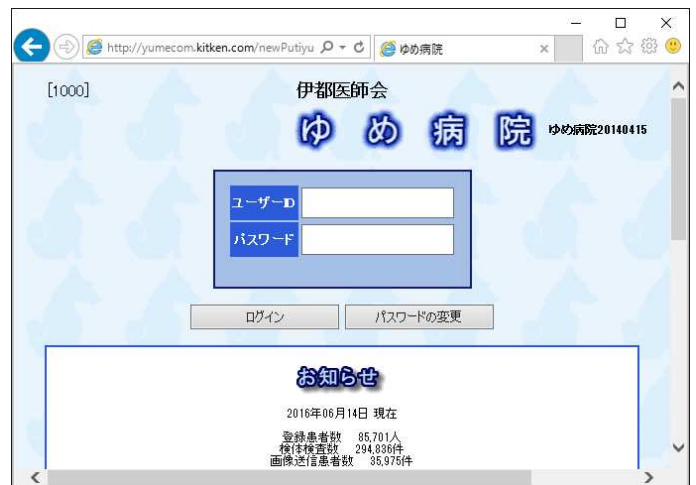 http://yumecom.kitken.com/newPutiyu
ゆめ病院
[1000]
伊都医師会
ゆめ病院
ゆめ病院20140415
ユーザーID
パスワード
ログイン
パスワードの変更
お知らせ
2016年06月14日 現在
登録患者数 85,701人
検体検査数 294,836件
画像送信患者数 35,975件